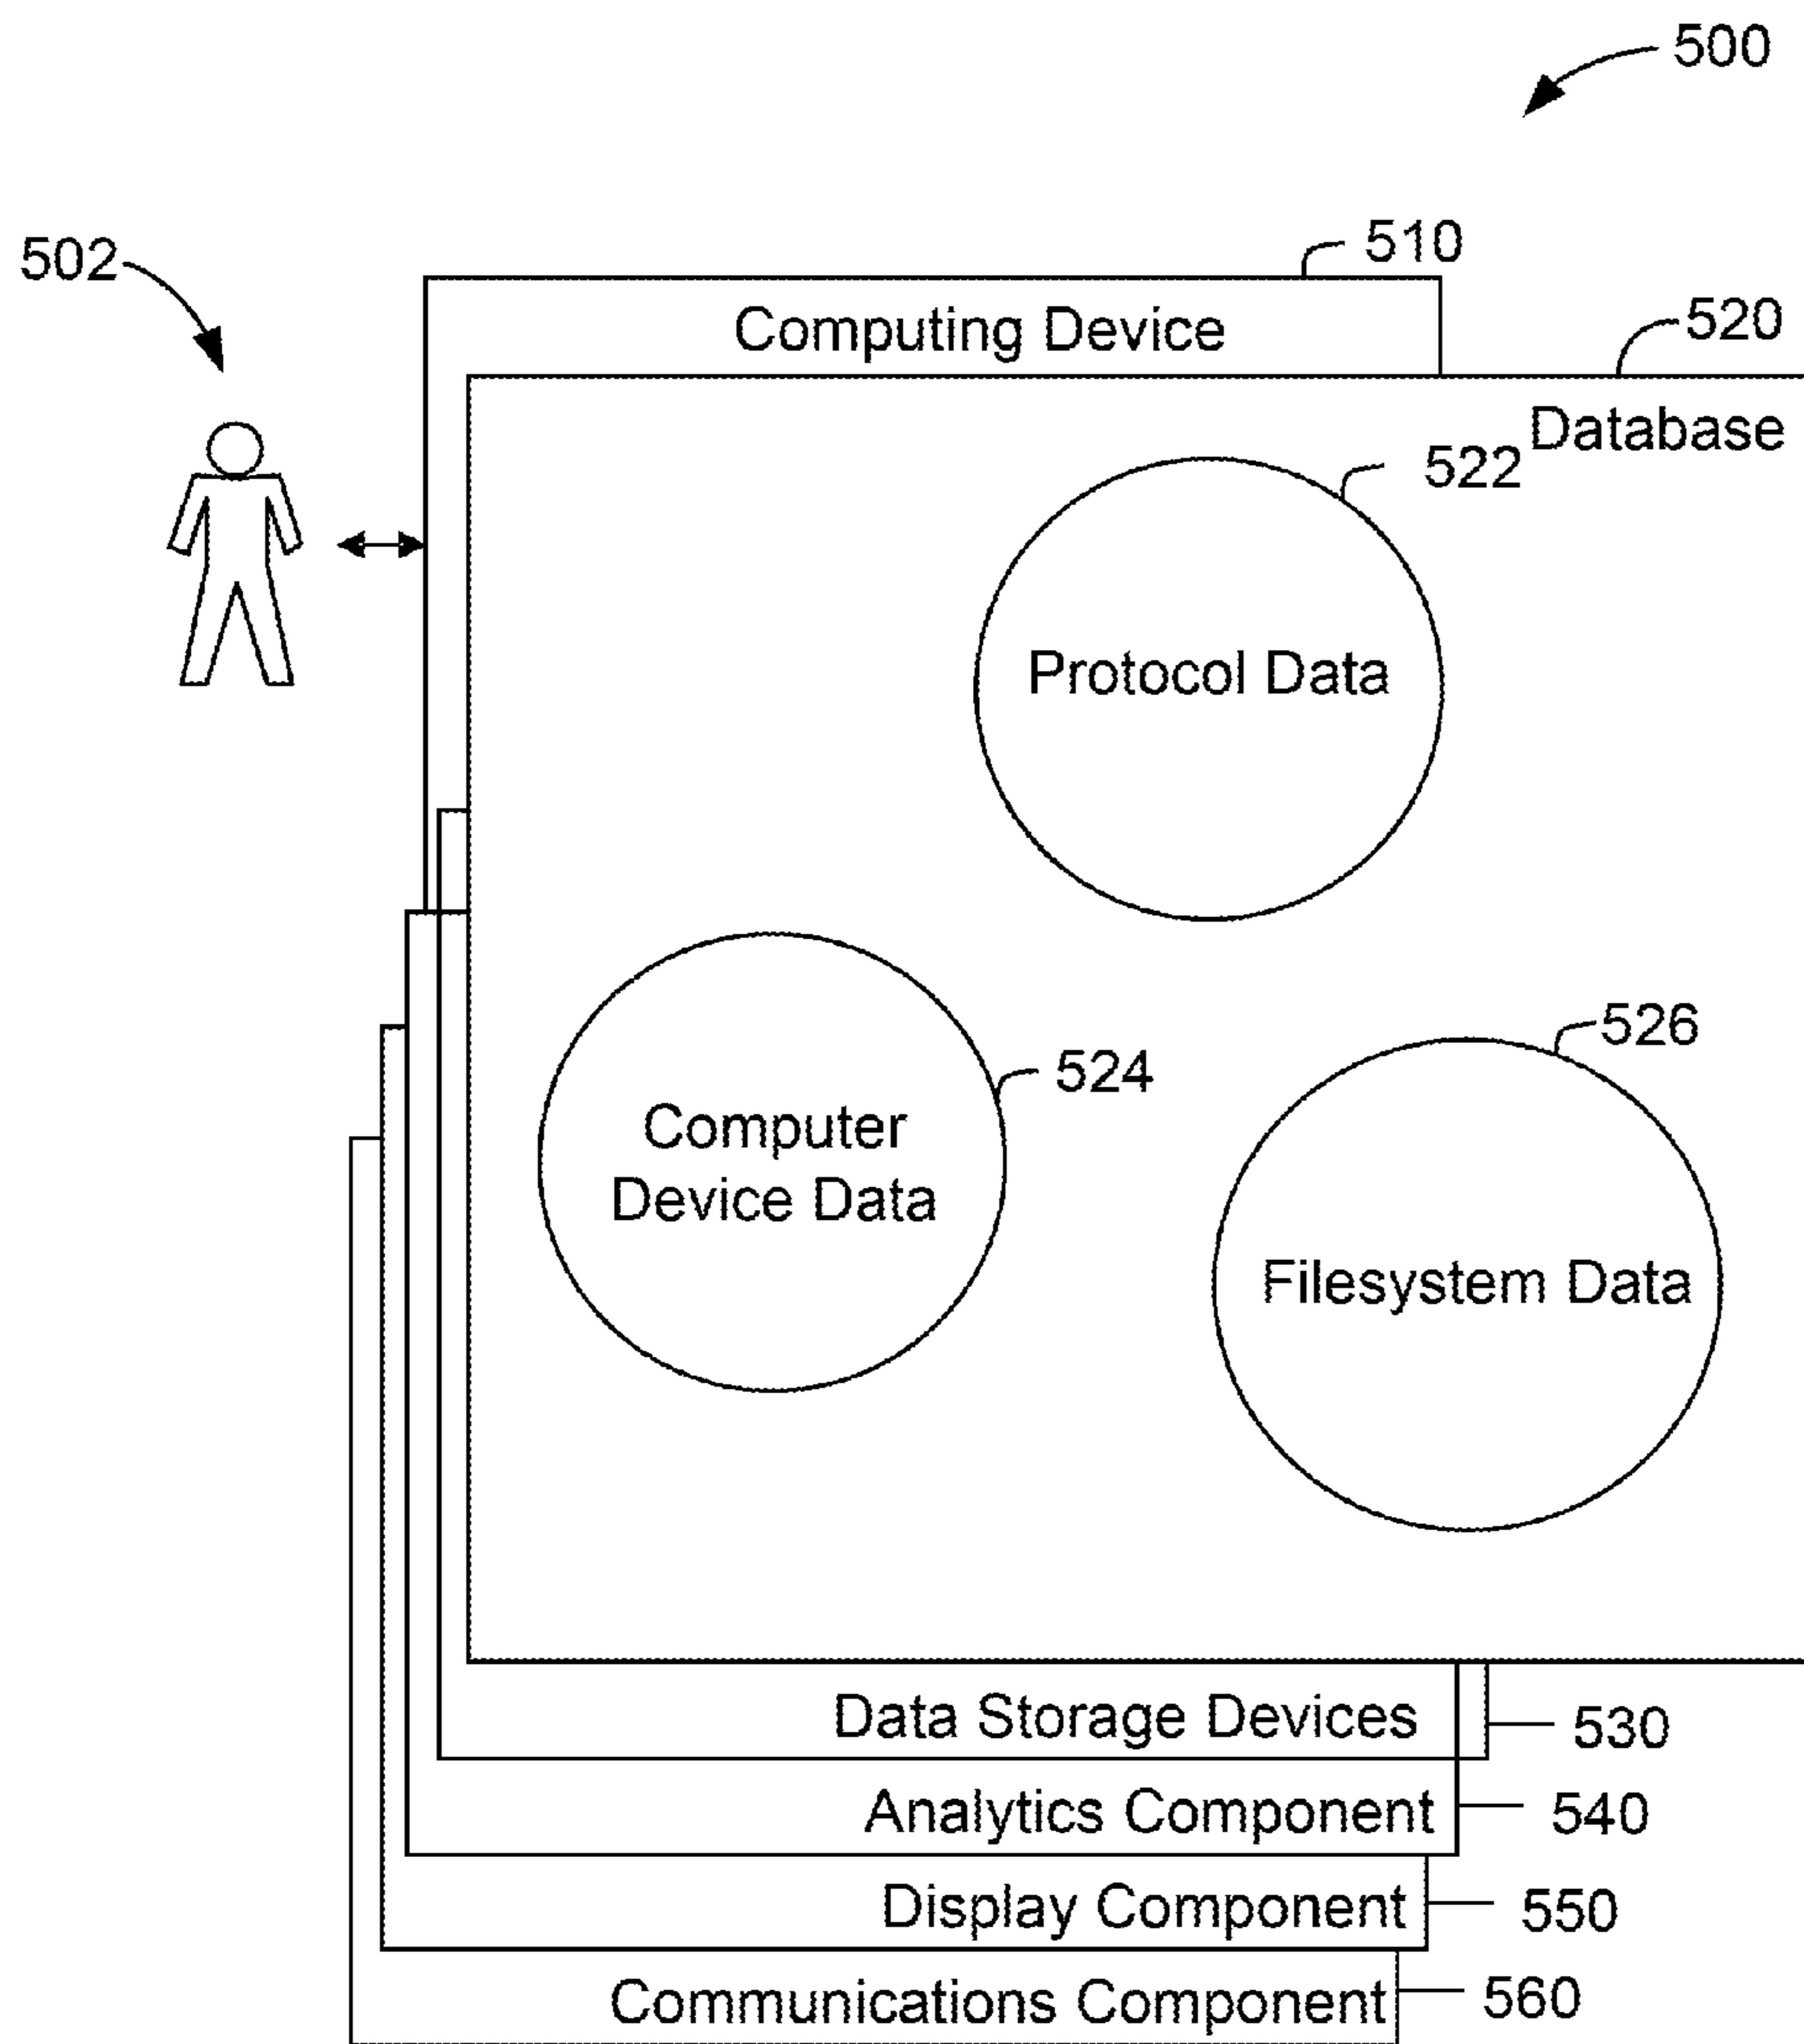 500
502
510
Computing Device
520
Database
522
Protocol Data
526
524
Computer
Device Data
Filesystem Data
Data Storage Devices
530
Analytics Component
540
Display Component
550
Communications Component
560